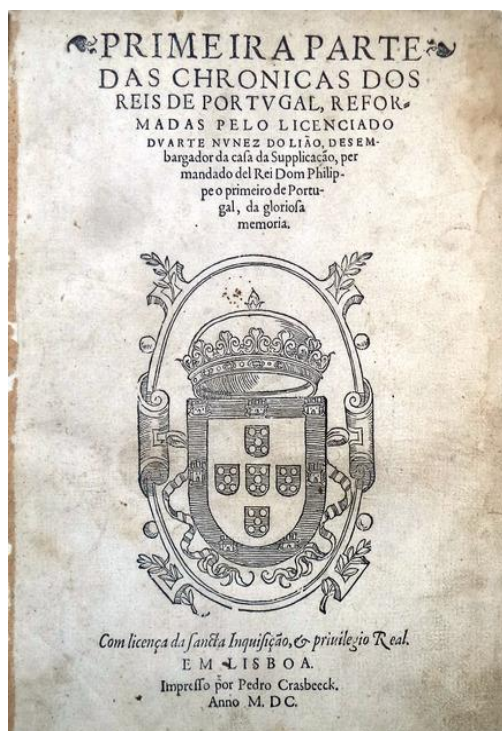 PRIMEIRA PARTE
DAS CHRONICAS DOS
REIS DE PORTVGAL, REFOR-
MADAS PELO LICENCIADO
DVARTE NVNEZ DO LIÃO, DESEM-
bargador da casa da Supplicação, per
mandado del Rei Dom Philip-
pe o primeiro de Portu-
gal, da gloriosa
memoria.
Com licença da sancta Inquisição, & priuilegio Real.
EM LISBOA.
Impresso por Pedro Crasbeeck.
Anno M. DC.